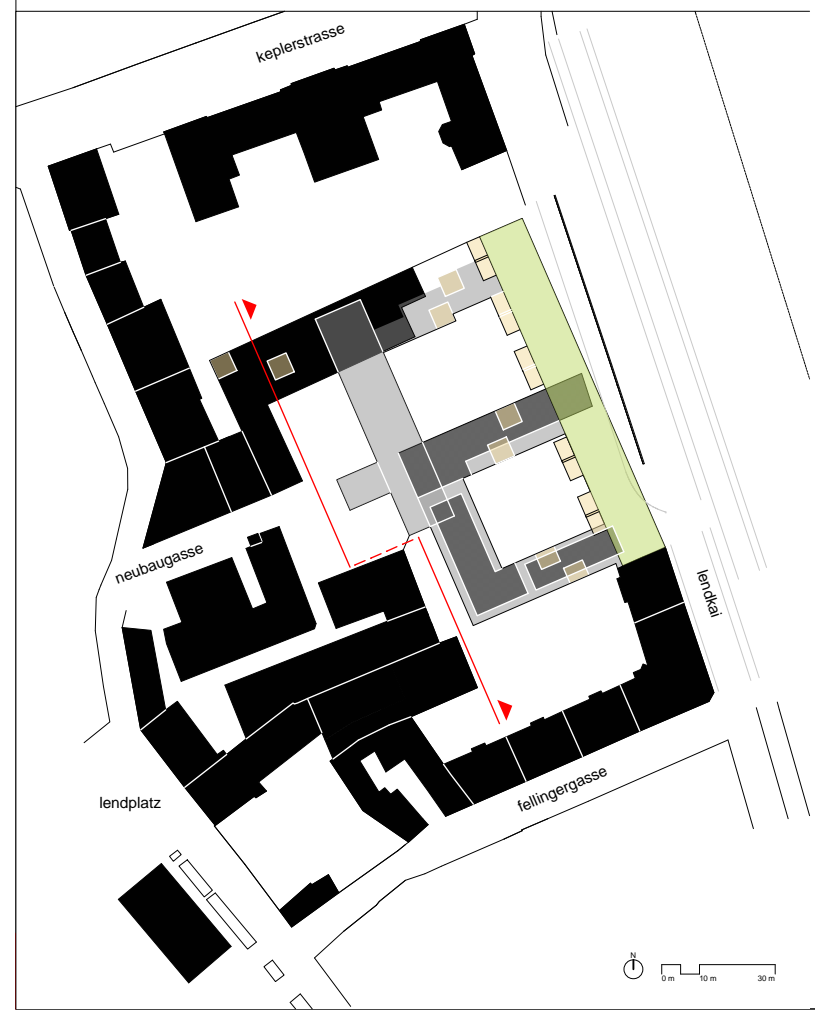 keplerstrasse
neubaugasse
lendkai
fellingergasse
lendplatz
N
0 m 10 m 30 m